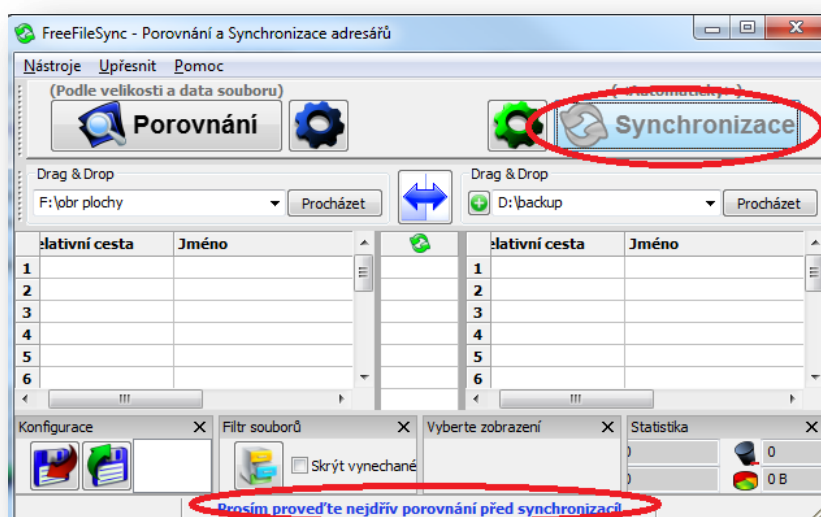 FreeFileSync - Porovnání a Synchronizace adresářů
Nástroje Upřesnit Pomoc
(Podle velikosti a data souboru)
Porovnání
Synchronizace
Drag & Drop
F:\obr plochy
Procházet
Drag & Drop
D:\backup
Procházet
elativní cesta Jméno
1
2
3
4
5
6
elativní cesta Jméno
1
2
3
4
5
6
Konfigurace
Filtr souborů
Skrýt vynechané
Vyberte zobrazení
Statistika
0
0 B
Prosím proveďte nejdřív porovnání před synchronizací!